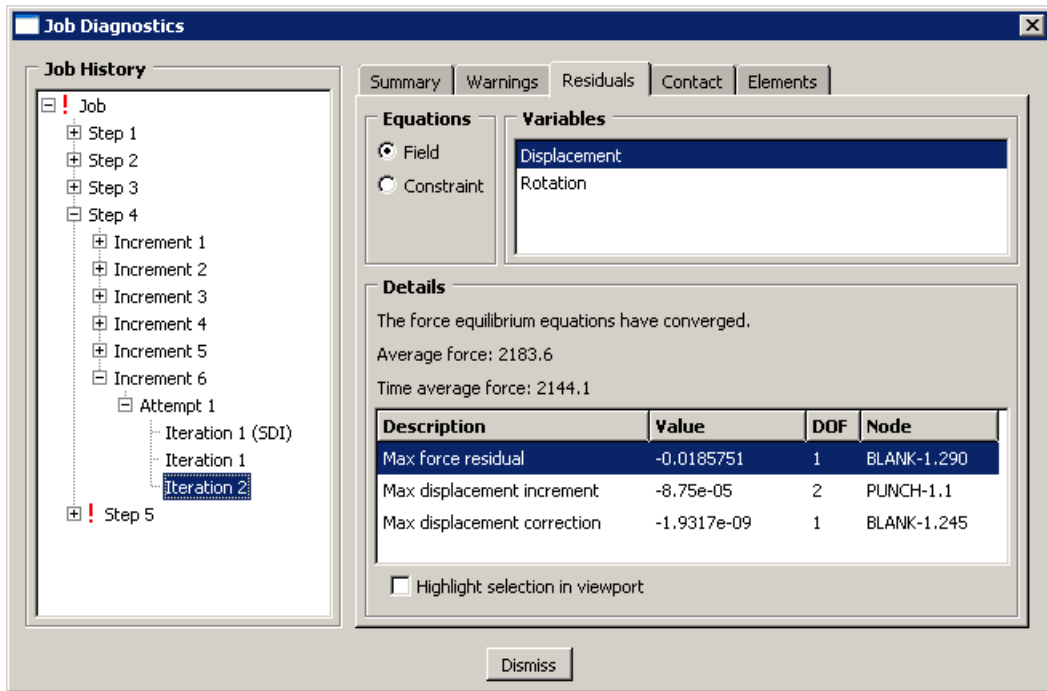 Job Diagnostics
Job History
! Job
Step 1
Step 2
Step 3
Step 4
Increment 1
Increment 2
Increment 3
Increment 4
Increment 5
Increment 6
Attempt 1
Iteration 1 (SDI)
Iteration 1
Iteration 2
! Step 5
Summary Warnings Residuals Contact Elements
Equations
Field
Constraint
Variables
Displacement
Rotation
Details
The force equilibrium equations have converged.
Average force: 2183.6
Time average force: 2144.1
Description Value DOF Node
Max force residual -0.0185751 1 BLANK-1.290
Max displacement increment -8.75e-05 2 PUNCH-1.1
Max displacement correction -1.9317e-09 1 BLANK-1.245
Highlight selection in viewport
Dismiss